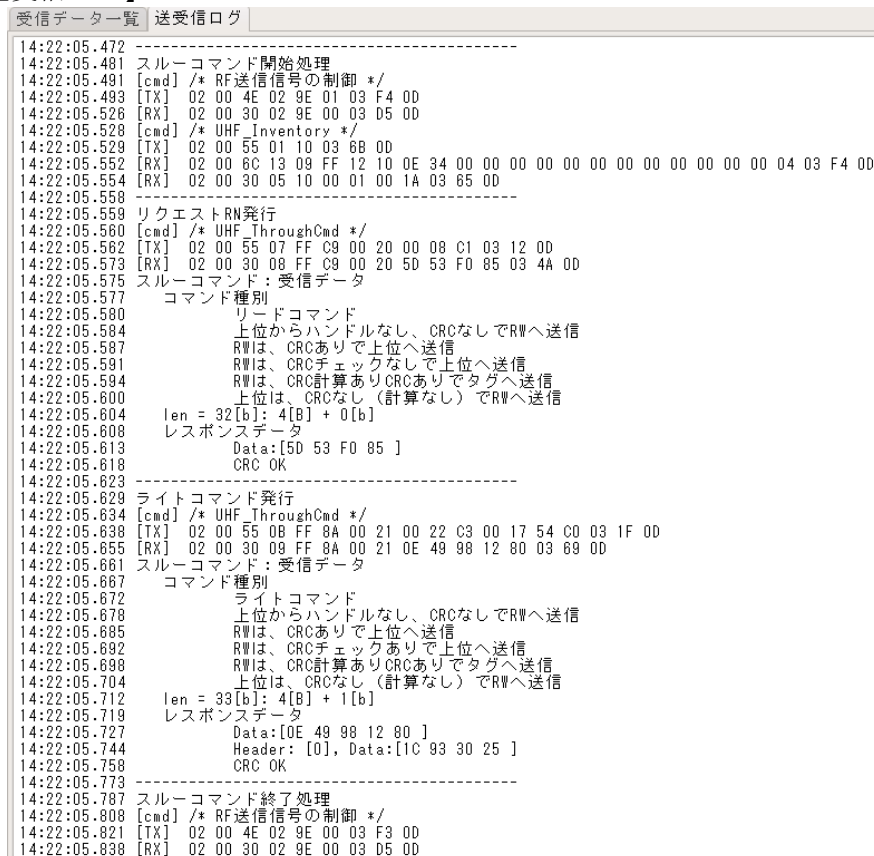 受信データ一覧 送受信ログ
14:22:05.472 -------------------------------------------
14:22:05.481 スルーコマンド開始処理
14:22:05.491 [cmd] /* RF送信信号の制御 */
14:22:05.493 [TX]  02 00 4E 02 9E 01 03 F4 0D
14:22:05.526 [RX]  02 00 30 02 9E 00 03 D5 0D
14:22:05.528 [cmd] /* UHF_Inventory */
14:22:05.529 [TX]  02 00 55 01 10 03 6B 0D
14:22:05.552 [RX]  02 00 6C 13 09 FF 12 10 0E 34 00 00 00 00 00 00 00 00 00 00 00 00 04 03 F4 0D
14:22:05.554 [RX]  02 00 30 05 10 00 01 00 1A 03 65 0D
14:22:05.558 -------------------------------------------
14:22:05.559 リクエストRN発行
14:22:05.560 [cmd] /* UHF_ThroughCmd */
14:22:05.562 [TX]  02 00 55 07 FF C9 00 20 00 08 C1 03 12 0D
14:22:05.573 [RX]  02 00 30 08 FF C9 00 20 5D 53 F0 85 03 4A 0D
14:22:05.575 スルーコマンド：受信データ
14:22:05.577 コマンド種別
14:22:05.580 リードコマンド
14:22:05.584 上位からハンドルなし、CRCなしでRWへ送信
14:22:05.587 RWは、CRCありで上位へ送信
14:22:05.591 RWは、CRCチェックなしで上位へ送信
14:22:05.594 RWは、CRC計算ありCRCありでタグへ送信
14:22:05.600 上位は、CRCなし（計算なし）でRWへ送信
14:22:05.604 len = 32[b]: 4[B] + 0[b]
14:22:05.608 レスポンスデータ
14:22:05.613 Data:[5D 53 F0 85 ]
14:22:05.618 CRC OK
14:22:05.623 -------------------------------------------
14:22:05.629 ライトコマンド発行
14:22:05.634 [cmd] /* UHF_ThroughCmd */
14:22:05.638 [TX]  02 00 55 0B FF 8A 00 21 00 22 C3 00 17 54 C0 03 1F 0D
14:22:05.655 [RX]  02 00 30 09 FF 8A 00 21 0E 49 98 12 80 03 69 0D
14:22:05.661 スルーコマンド：受信データ
14:22:05.667 コマンド種別
14:22:05.672 ライトコマンド
14:22:05.678 上位からハンドルなし、CRCなしでRWへ送信
14:22:05.685 RWは、CRCありで上位へ送信
14:22:05.692 RWは、CRCチェックありで上位へ送信
14:22:05.698 RWは、CRC計算ありCRCありでタグへ送信
14:22:05.704 上位は、CRCなし（計算なし）でRWへ送信
14:22:05.712 len = 33[b]: 4[B] + 1[b]
14:22:05.719 レスポンスデータ
14:22:05.727 Data:[0E 49 98 12 80 ]
14:22:05.744 Header: [0], Data:[1C 93 30 25 ]
14:22:05.758 CRC OK
14:22:05.773 -------------------------------------------
14:22:05.787 スルーコマンド終了処理
14:22:05.808 [cmd] /* RF送信信号の制御 */
14:22:05.821 [TX]  02 00 4E 02 9E 00 03 F3 0D
14:22:05.838 [RX]  02 00 30 02 9E 00 03 D5 0D